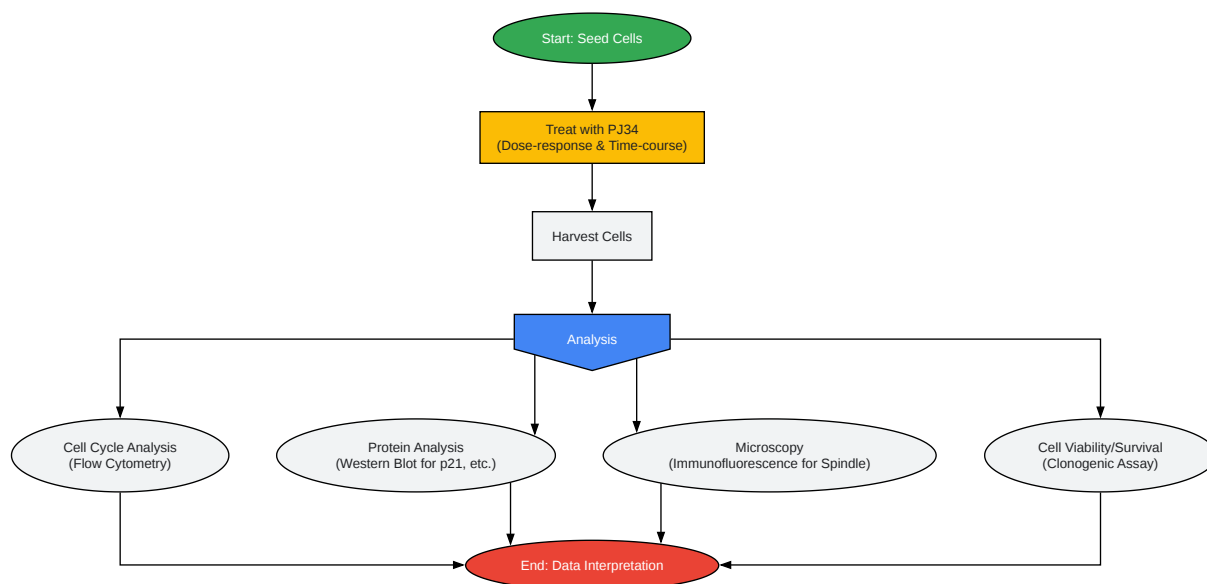 Start: Seed Cells
Treat with PJ34
(Dose-response & Time-course)
Harvest Cells
Analysis
Cell Cycle Analysis
(Flow Cytometry)
Protein Analysis
(Western Blot for p21, etc.)
Microscopy
(Immunofluorescence for Spindle)
Cell Viability/Survival
(Clonogenic Assay)
End: Data Interpretation